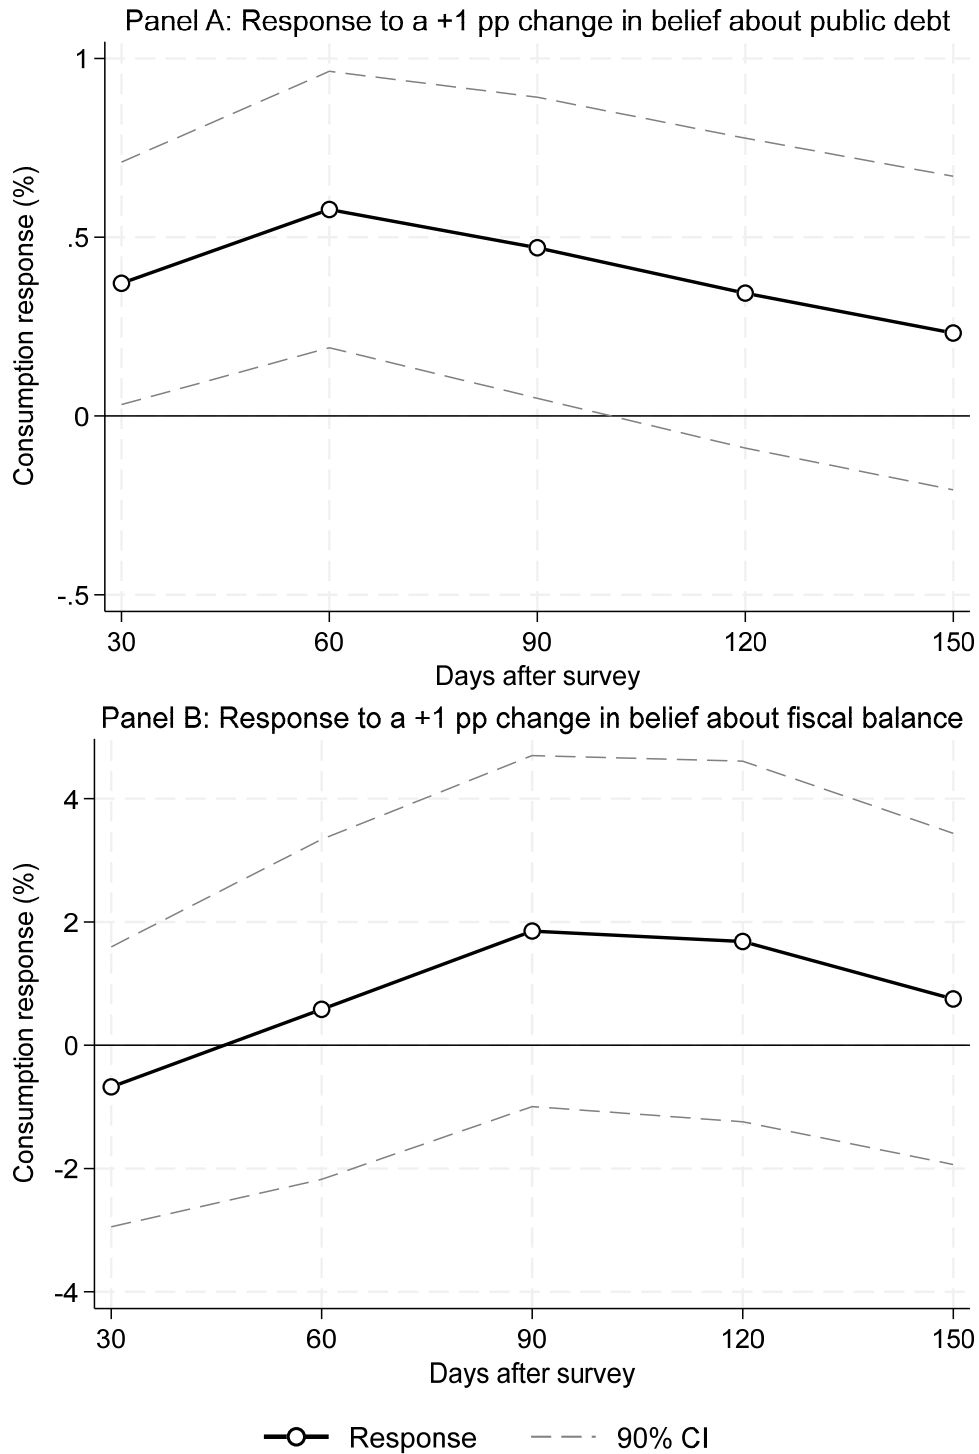 Panel A: Response to a +1 pp change in belief about public debt
Consumption response (%)
1
.5
0
-.5
30 60 90 120 150
Days after survey
Panel B: Response to a +1 pp change in belief about fiscal balance
Consumption response (%)
4
2
0
-2
-4
30 60 90 120 150
Days after survey
Response 90% CI